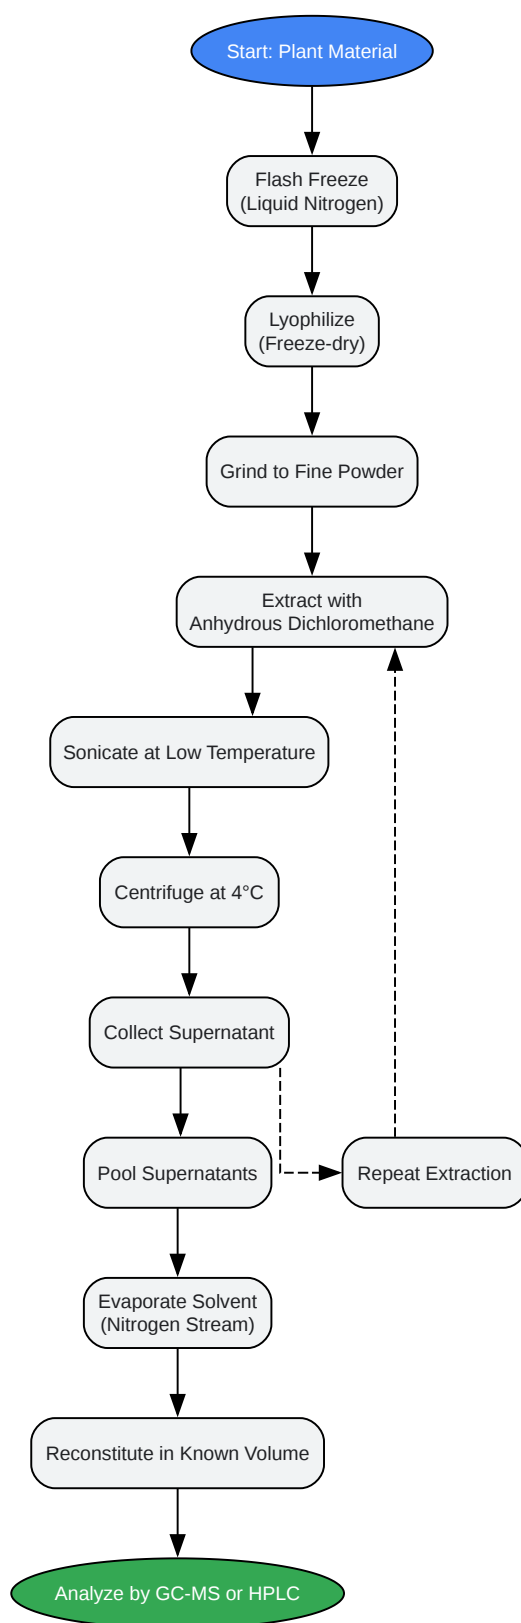 Start: Plant Material
Flash Freeze
(Liquid Nitrogen)
Lyophilize
(Freeze-dry)
Grind to Fine Powder
Extract with
Anhydrous Dichloromethane
Sonicate at Low Temperature
Centrifuge at 4°C
Collect Supernatant
Pool Supernatants
Repeat Extraction
Evaporate Solvent
(Nitrogen Stream)
Reconstitute in Known Volume
Analyze by GC-MS or HPLC